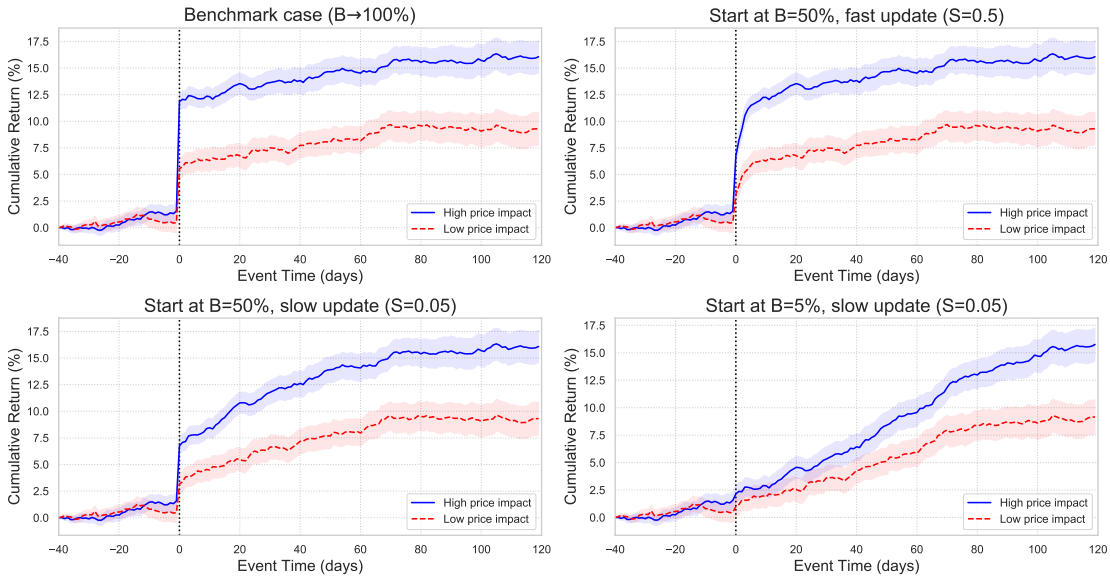 Benchmark case (B→100%)
Cumulative Return (%)
17.5
15.0
12.5
10.0
7.5
5.0
2.5
0.0
High price impact
Low price impact
−40 −20 0 20 40 60 80 100 120
Event Time (days)
Start at B=50%, fast update (S=0.5)
Cumulative Return (%)
17.5
15.0
12.5
10.0
7.5
5.0
2.5
0.0
High price impact
Low price impact
−40 −20 0 20 40 60 80 100 120
Event Time (days)
Start at B=50%, slow update (S=0.05)
Cumulative Return (%)
17.5
15.0
12.5
10.0
7.5
5.0
2.5
0.0
High price impact
Low price impact
−40 −20 0 20 40 60 80 100 120
Event Time (days)
Start at B=5%, slow update (S=0.05)
Cumulative Return (%)
17.5
15.0
12.5
10.0
7.5
5.0
2.5
0.0
High price impact
Low price impact
−40 −20 0 20 40 60 80 100 120
Event Time (days)